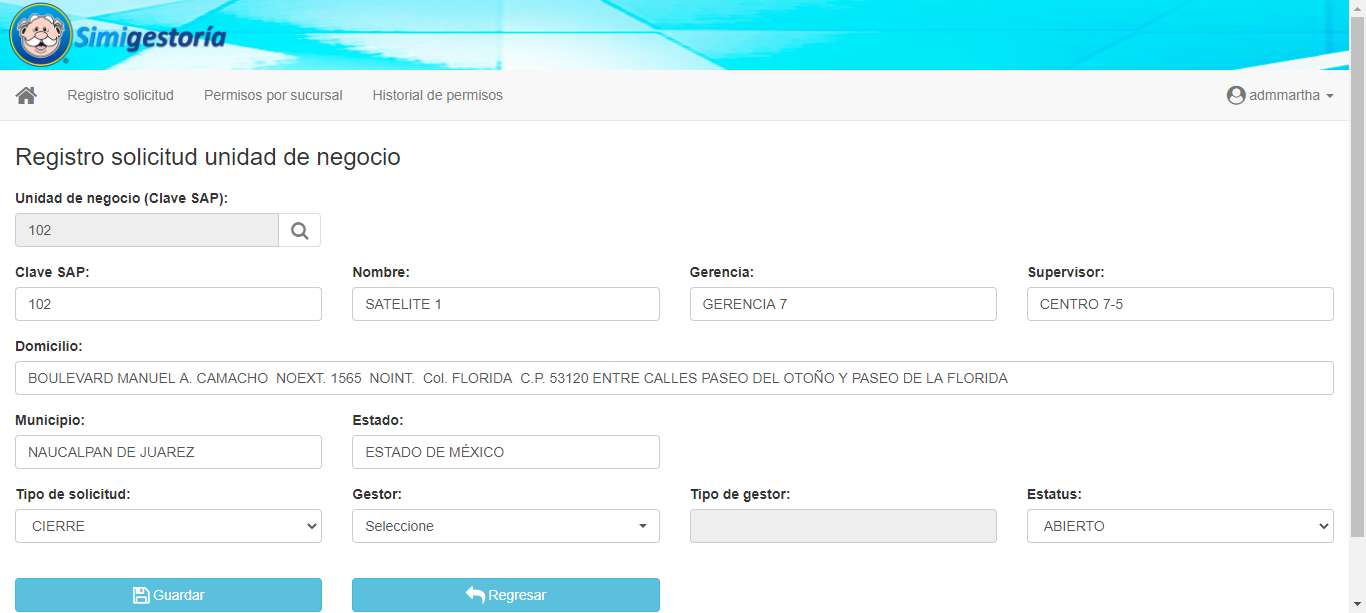 Simigestoría
Registro solicitud Permisos por sucursal Historial de permisos admmartha
Registro solicitud unidad de negocio
Unidad de negocio (Clave SAP):
102
Clave SAP: Nombre: Gerencia: Supervisor:
102 SATELITE 1 GERENCIA 7 CENTRO 7-5
Domicilio:
BOULEVARD MANUEL A. CAMACHO NOEXT. 1565 NOINT. Col. FLORIDA C.P. 53120 ENTRE CALLES PASEO DEL OTOÑO Y PASEO DE LA FLORIDA
Municipio: Estado:
NAUCALPAN DE JUAREZ ESTADO DE MÉXICO
Tipo de solicitud: Gestor: Tipo de gestor: Estatus:
CIERRE Seleccione ABIERTO
Guardar Regresar